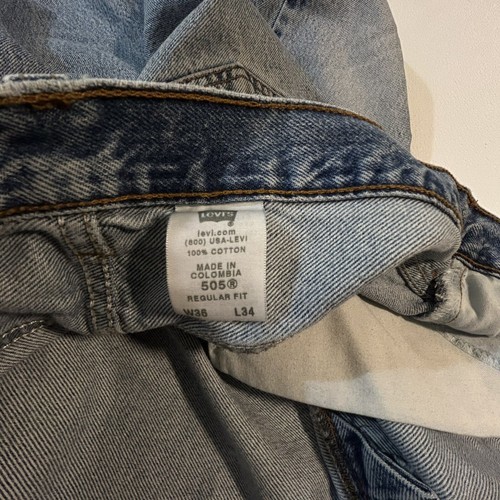 LEVI'S
levi.com
(800) USA-LEVI
100% COTTON
MADE IN
COLOMBIA
505®
REGULAR FIT
W36 L34